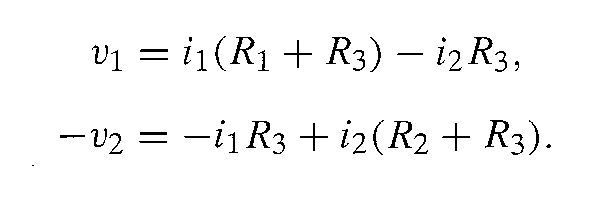 v₁ = i₁(R₁ + R₃) − i₂R₃,
−v₂ = −i₁R₃ + i₂(R₂ + R₃).